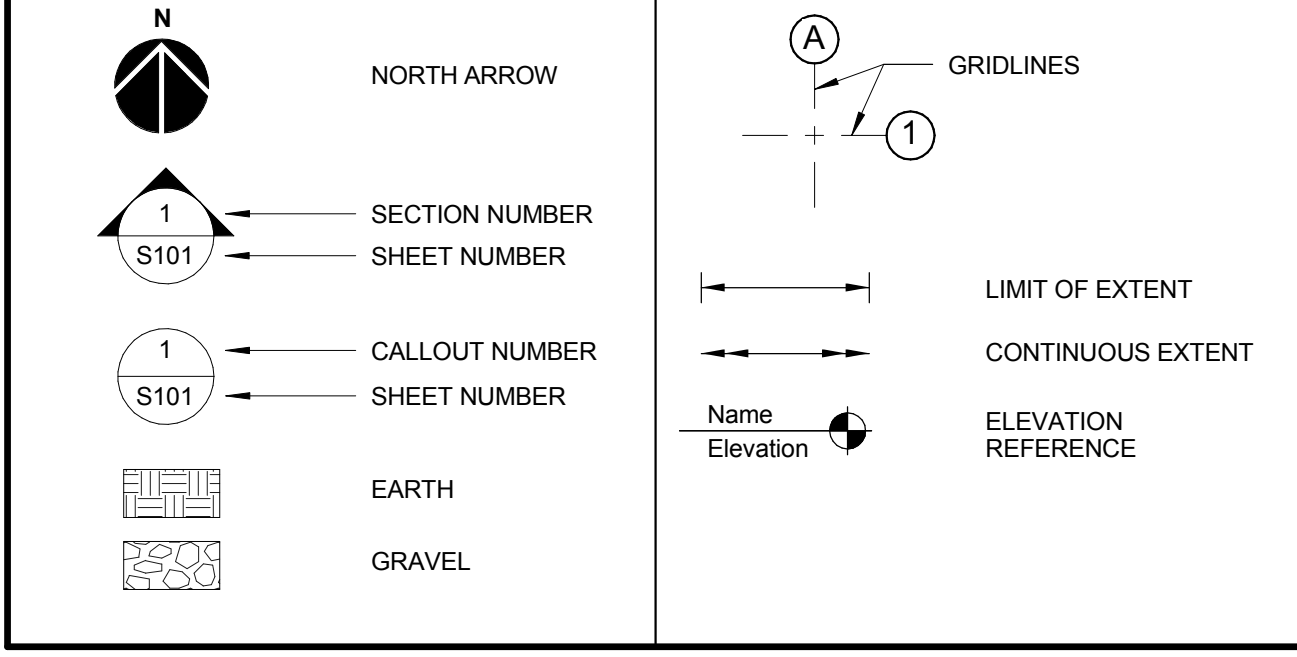 N
NORTH ARROW
1
SECTION NUMBER
S101
SHEET NUMBER
1
CALLOUT NUMBER
S101
SHEET NUMBER
EARTH
GRAVEL
A
GRIDLINES
1
LIMIT OF EXTENT
CONTINUOUS EXTENT
Name
Elevation
ELEVATION
REFERENCE